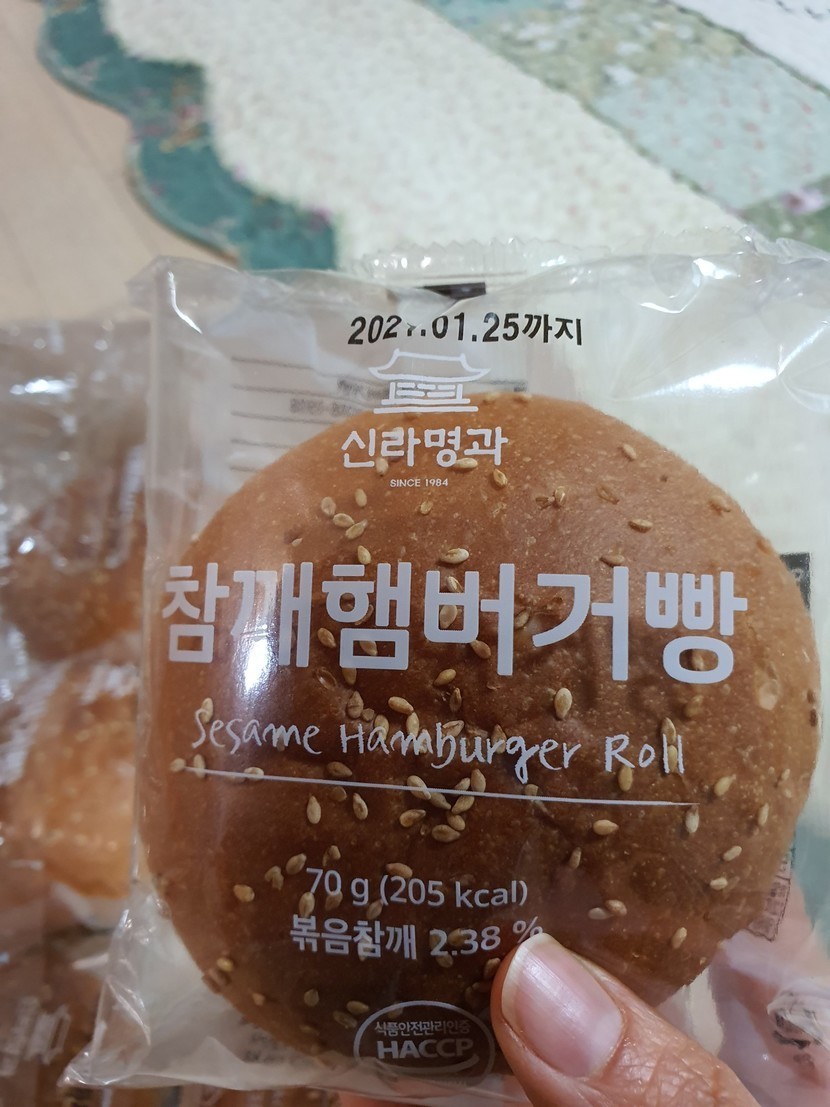 2021.01.25까지
신라명과
SINCE 1984
참깨햄버거빵
Sesame Hamburger Roll
70 g (205 kcal)
볶음참깨 2.38 %
식품안전관리인증
HACCP